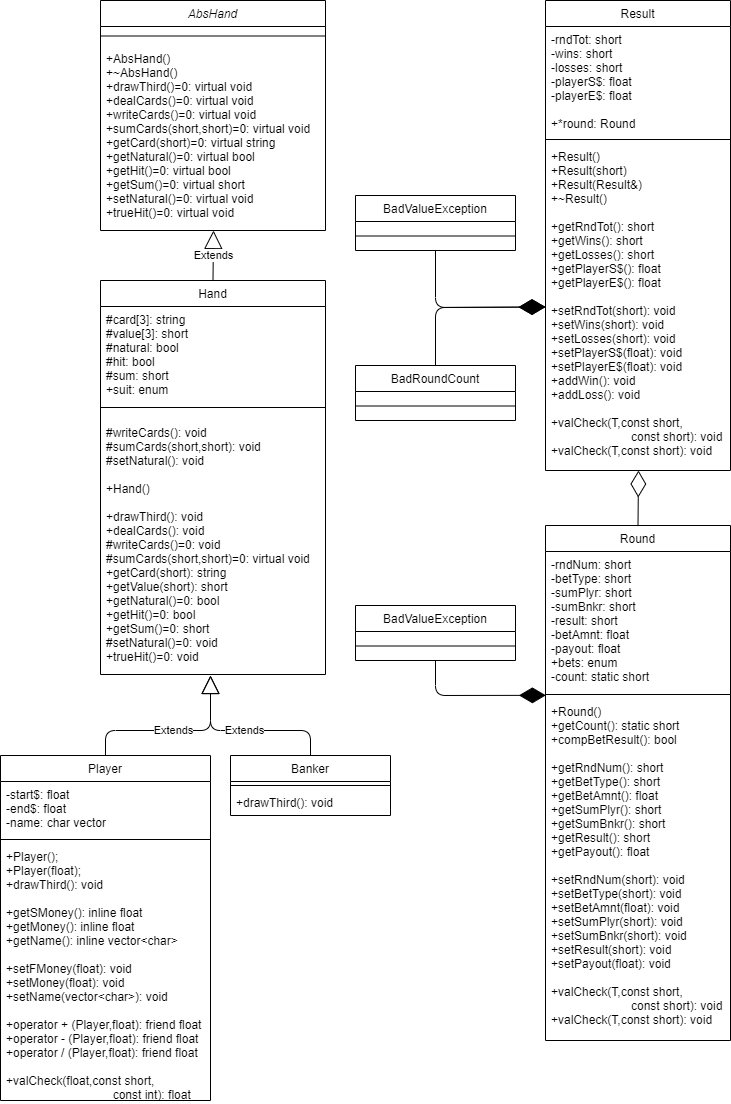 AbsHand
+AbsHand()
+~AbsHand()
+drawThird()=0: virtual void
+dealCards()=0: virtual void
+writeCards()=0: virtual void
+sumCards(short,short)=0: virtual void
+getCard(short)=0: virtual string
+getNatural()=0: virtual bool
+getHit()=0: virtual bool
+getSum()=0: virtual short
+setNatural()=0: virtual void
+trueHit()=0: virtual void
Extends
Hand
#card[3]: string
#value[3]: short
#natural: bool
#hit: bool
#sum: short
+suit: enum
#writeCards(): void
#sumCards(short,short): void
#setNatural(): void
+Hand()
+drawThird(): void
+dealCards(): void
#writeCards()=0: void
#sumCards(short,short)=0: virtual void
+getCard(short): string
+getValue(short): short
+getNatural()=0: bool
+getHit()=0: bool
+getSum()=0: short
#setNatural()=0: void
+trueHit()=0: void
Extends
Extends
Player
-start$: float
-end$: float
-name: char vector
+Player();
+Player(float);
+drawThird(): void
+getSMoney(): inline float
+getMoney(): inline float
+getName(): inline vector<char>
+setFMoney(float): void
+setMoney(float): void
+setName(vector<char>): void
+operator + (Player,float): friend float
+operator - (Player,float): friend float
+operator / (Player,float): friend float
+valCheck(float,const short,
const int): float
Banker
+drawThird(): void
BadValueException
BadRoundCount
Result
-rndTot: short
-wins: short
-losses: short
-playerS$: float
-playerE$: float
+*round: Round
+Result()
+Result(short)
+Result(Result&)
+~Result()
+getRndTot(): short
+getWins(): short
+getLosses(): short
+getPlayerS$(): float
+getPlayerE$(): float
+setRndTot(short): void
+setWins(short): void
+setLosses(short): void
+setPlayerS$(float): void
+setPlayerE$(float): void
+addWin(): void
+addLoss(): void
+valCheck(T,const short,
const short): void
+valCheck(T,const short): void
BadValueException
Round
-rndNum: short
-betType: short
-sumPlyr: short
-sumBnkr: short
-result: short
-betAmnt: float
-payout: float
+bets: enum
-count: static short
+Round()
+getCount(): static short
+compBetResult(): bool
+getRndNum(): short
+getBetType(): short
+getBetAmnt(): float
+getSumPlyr(): short
+getSumBnkr(): short
+getResult(): short
+getPayout(): float
+setRndNum(short): void
+setBetType(short): void
+setBetAmnt(float): void
+setSumPlyr(short): void
+setSumBnkr(short): void
+setResult(short): void
+setPayout(float): void
+valCheck(T,const short,
const short): void
+valCheck(T,const short): void